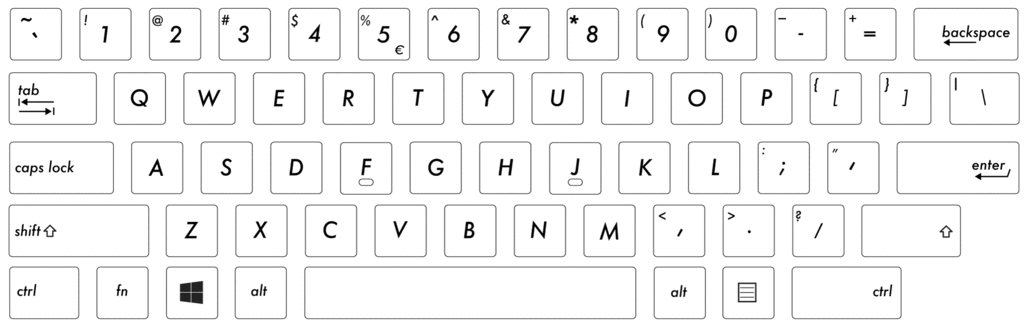 ~ ` ! 1 @ 2 # 3 $ 4 % 5 € ^ 6 & 7 * 8 ( 9 ) 0 – - + = backspace
tab Q W E R T Y U I O P { [ } ] | \
caps lock A S D F G H J K L : ; " ′ enter
shift Z X C V B N M < , > . ? /
ctrl fn alt alt ctrl